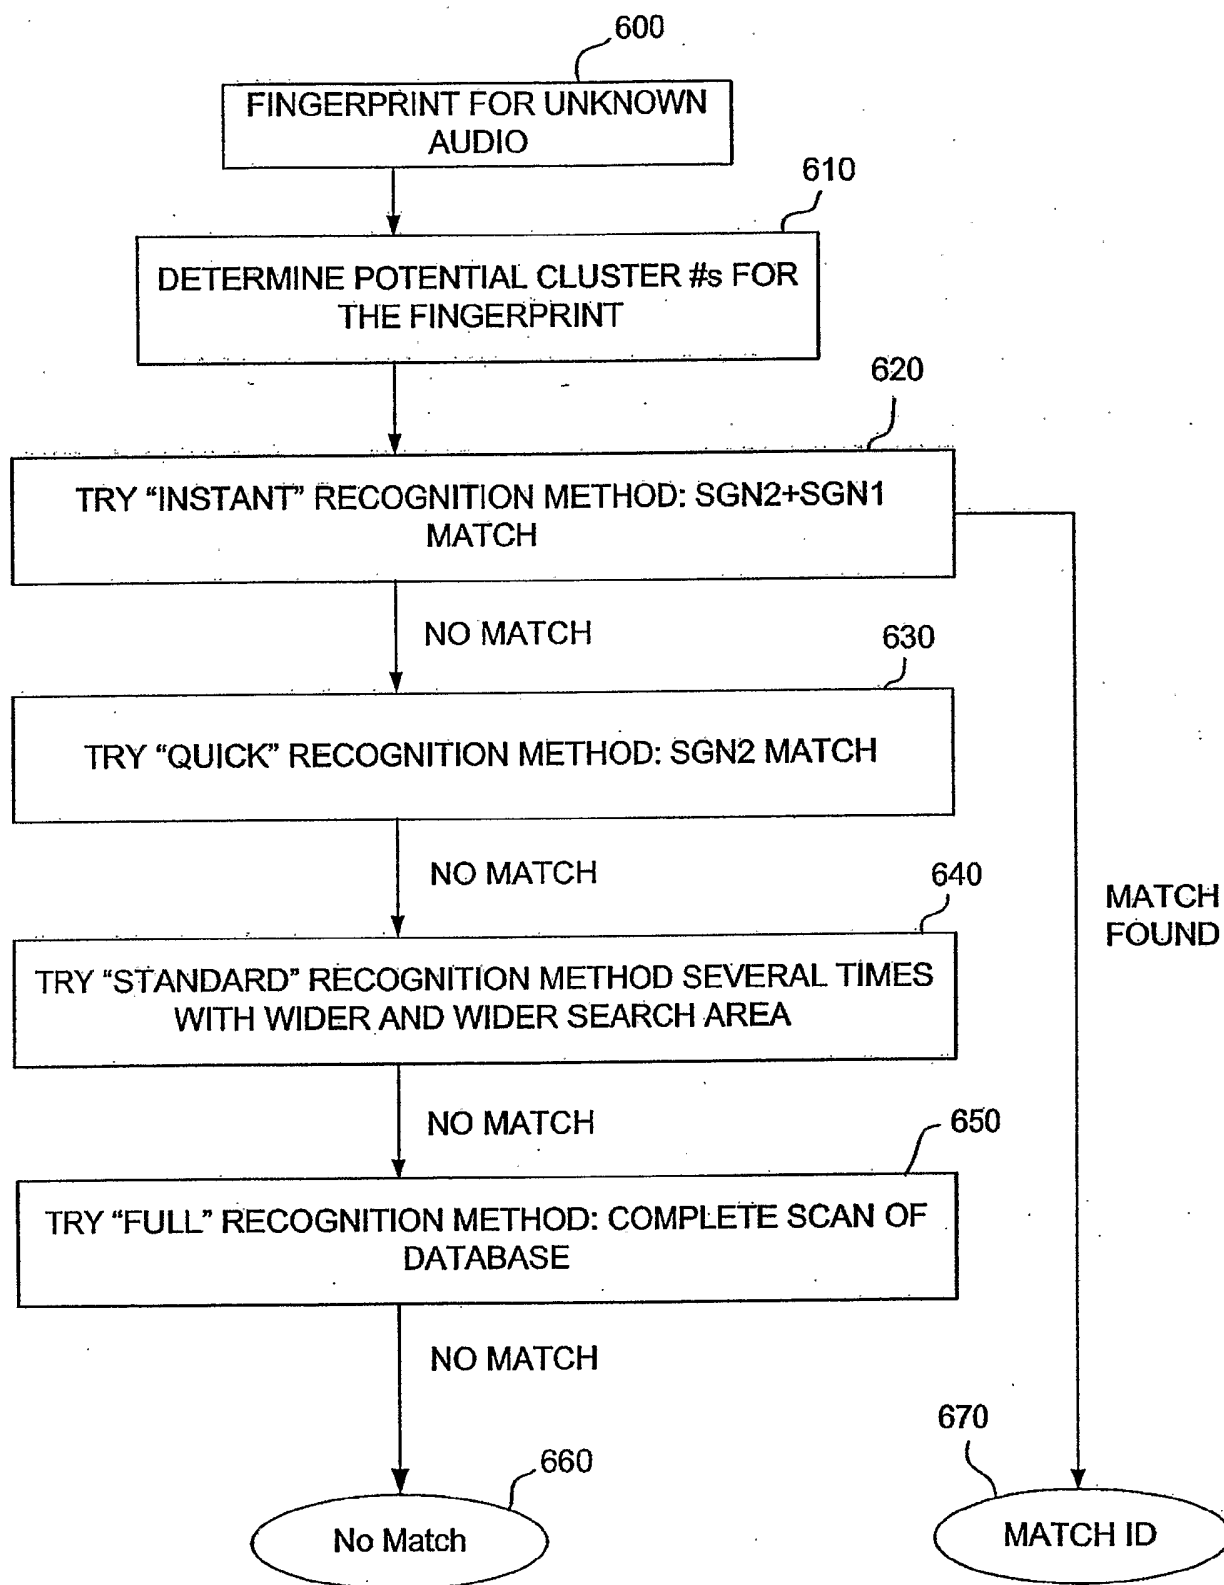 600
FINGERPRINT FOR UNKNOWN
AUDIO
610
DETERMINE POTENTIAL CLUSTER #s FOR
THE FINGERPRINT
620
TRY “INSTANT” RECOGNITION METHOD: SGN2+SGN1
MATCH
NO MATCH
630
TRY “QUICK” RECOGNITION METHOD: SGN2 MATCH
NO MATCH
640
MATCH
FOUND
TRY “STANDARD” RECOGNITION METHOD SEVERAL TIMES
WITH WIDER AND WIDER SEARCH AREA
NO MATCH
650
TRY “FULL” RECOGNITION METHOD: COMPLETE SCAN OF
DATABASE
NO MATCH
660
No Match
670
MATCH ID